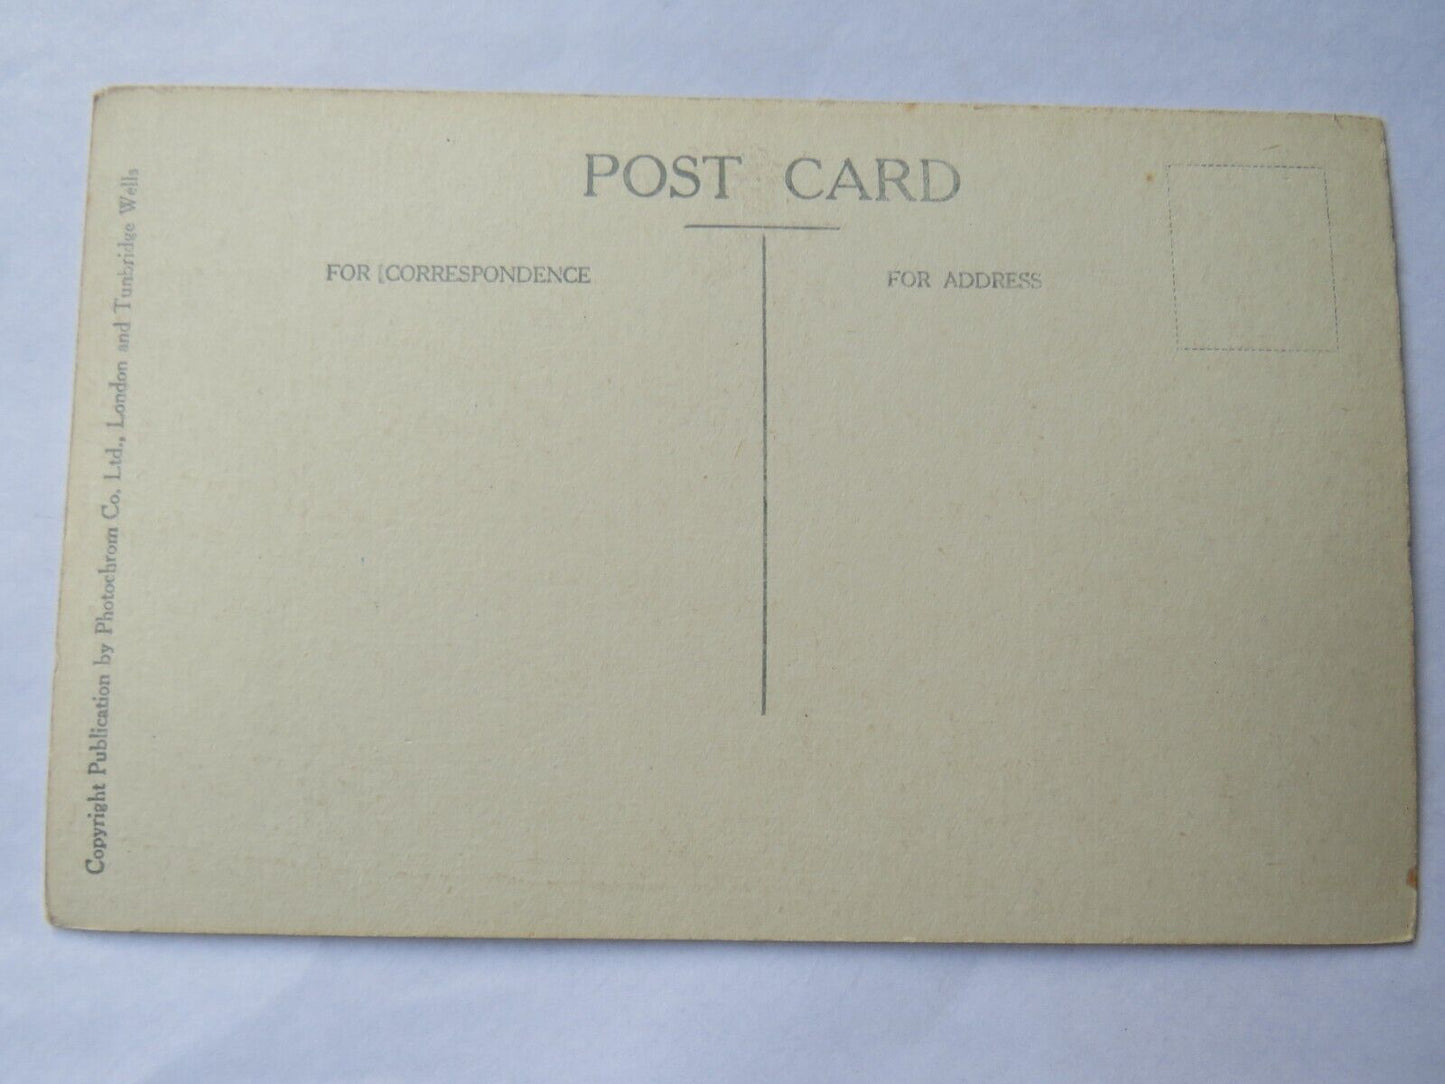 POST CARD
FOR [CORRESPONDENCE
FOR ADDRESS
Copyright Publication by Photochrom Co. Ltd., London and Tunbridge Wells